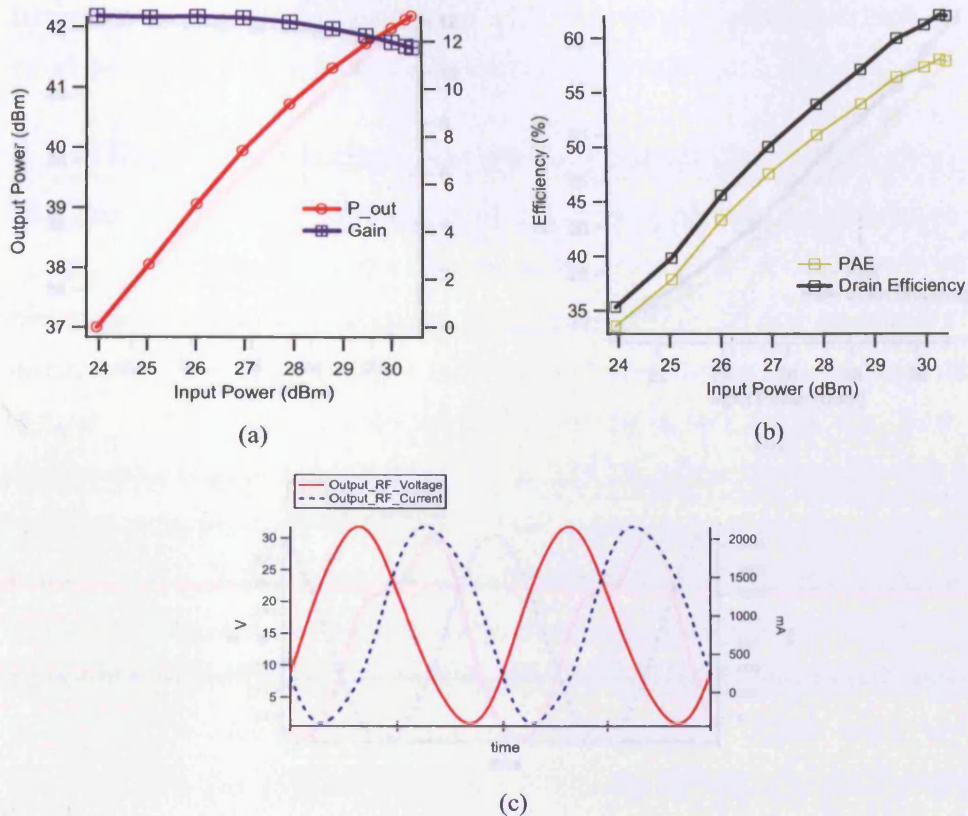 42
41
40
39
38
37
Output Power (dBm)
12
10
8
6
4
2
0
P_out
Gain
24 25 26 27 28 29 30
Input Power (dBm)
(a)
60
55
50
45
40
35
Efficiency (%)
PAE
Drain Efficiency
24 25 26 27 28 29 30
Input Power (dBm)
(b)
Output_RF_Voltage
Output_RF_Current
30
25
20
15
10
5
V
2000
1500
1000
500
0
mA
time
(c)